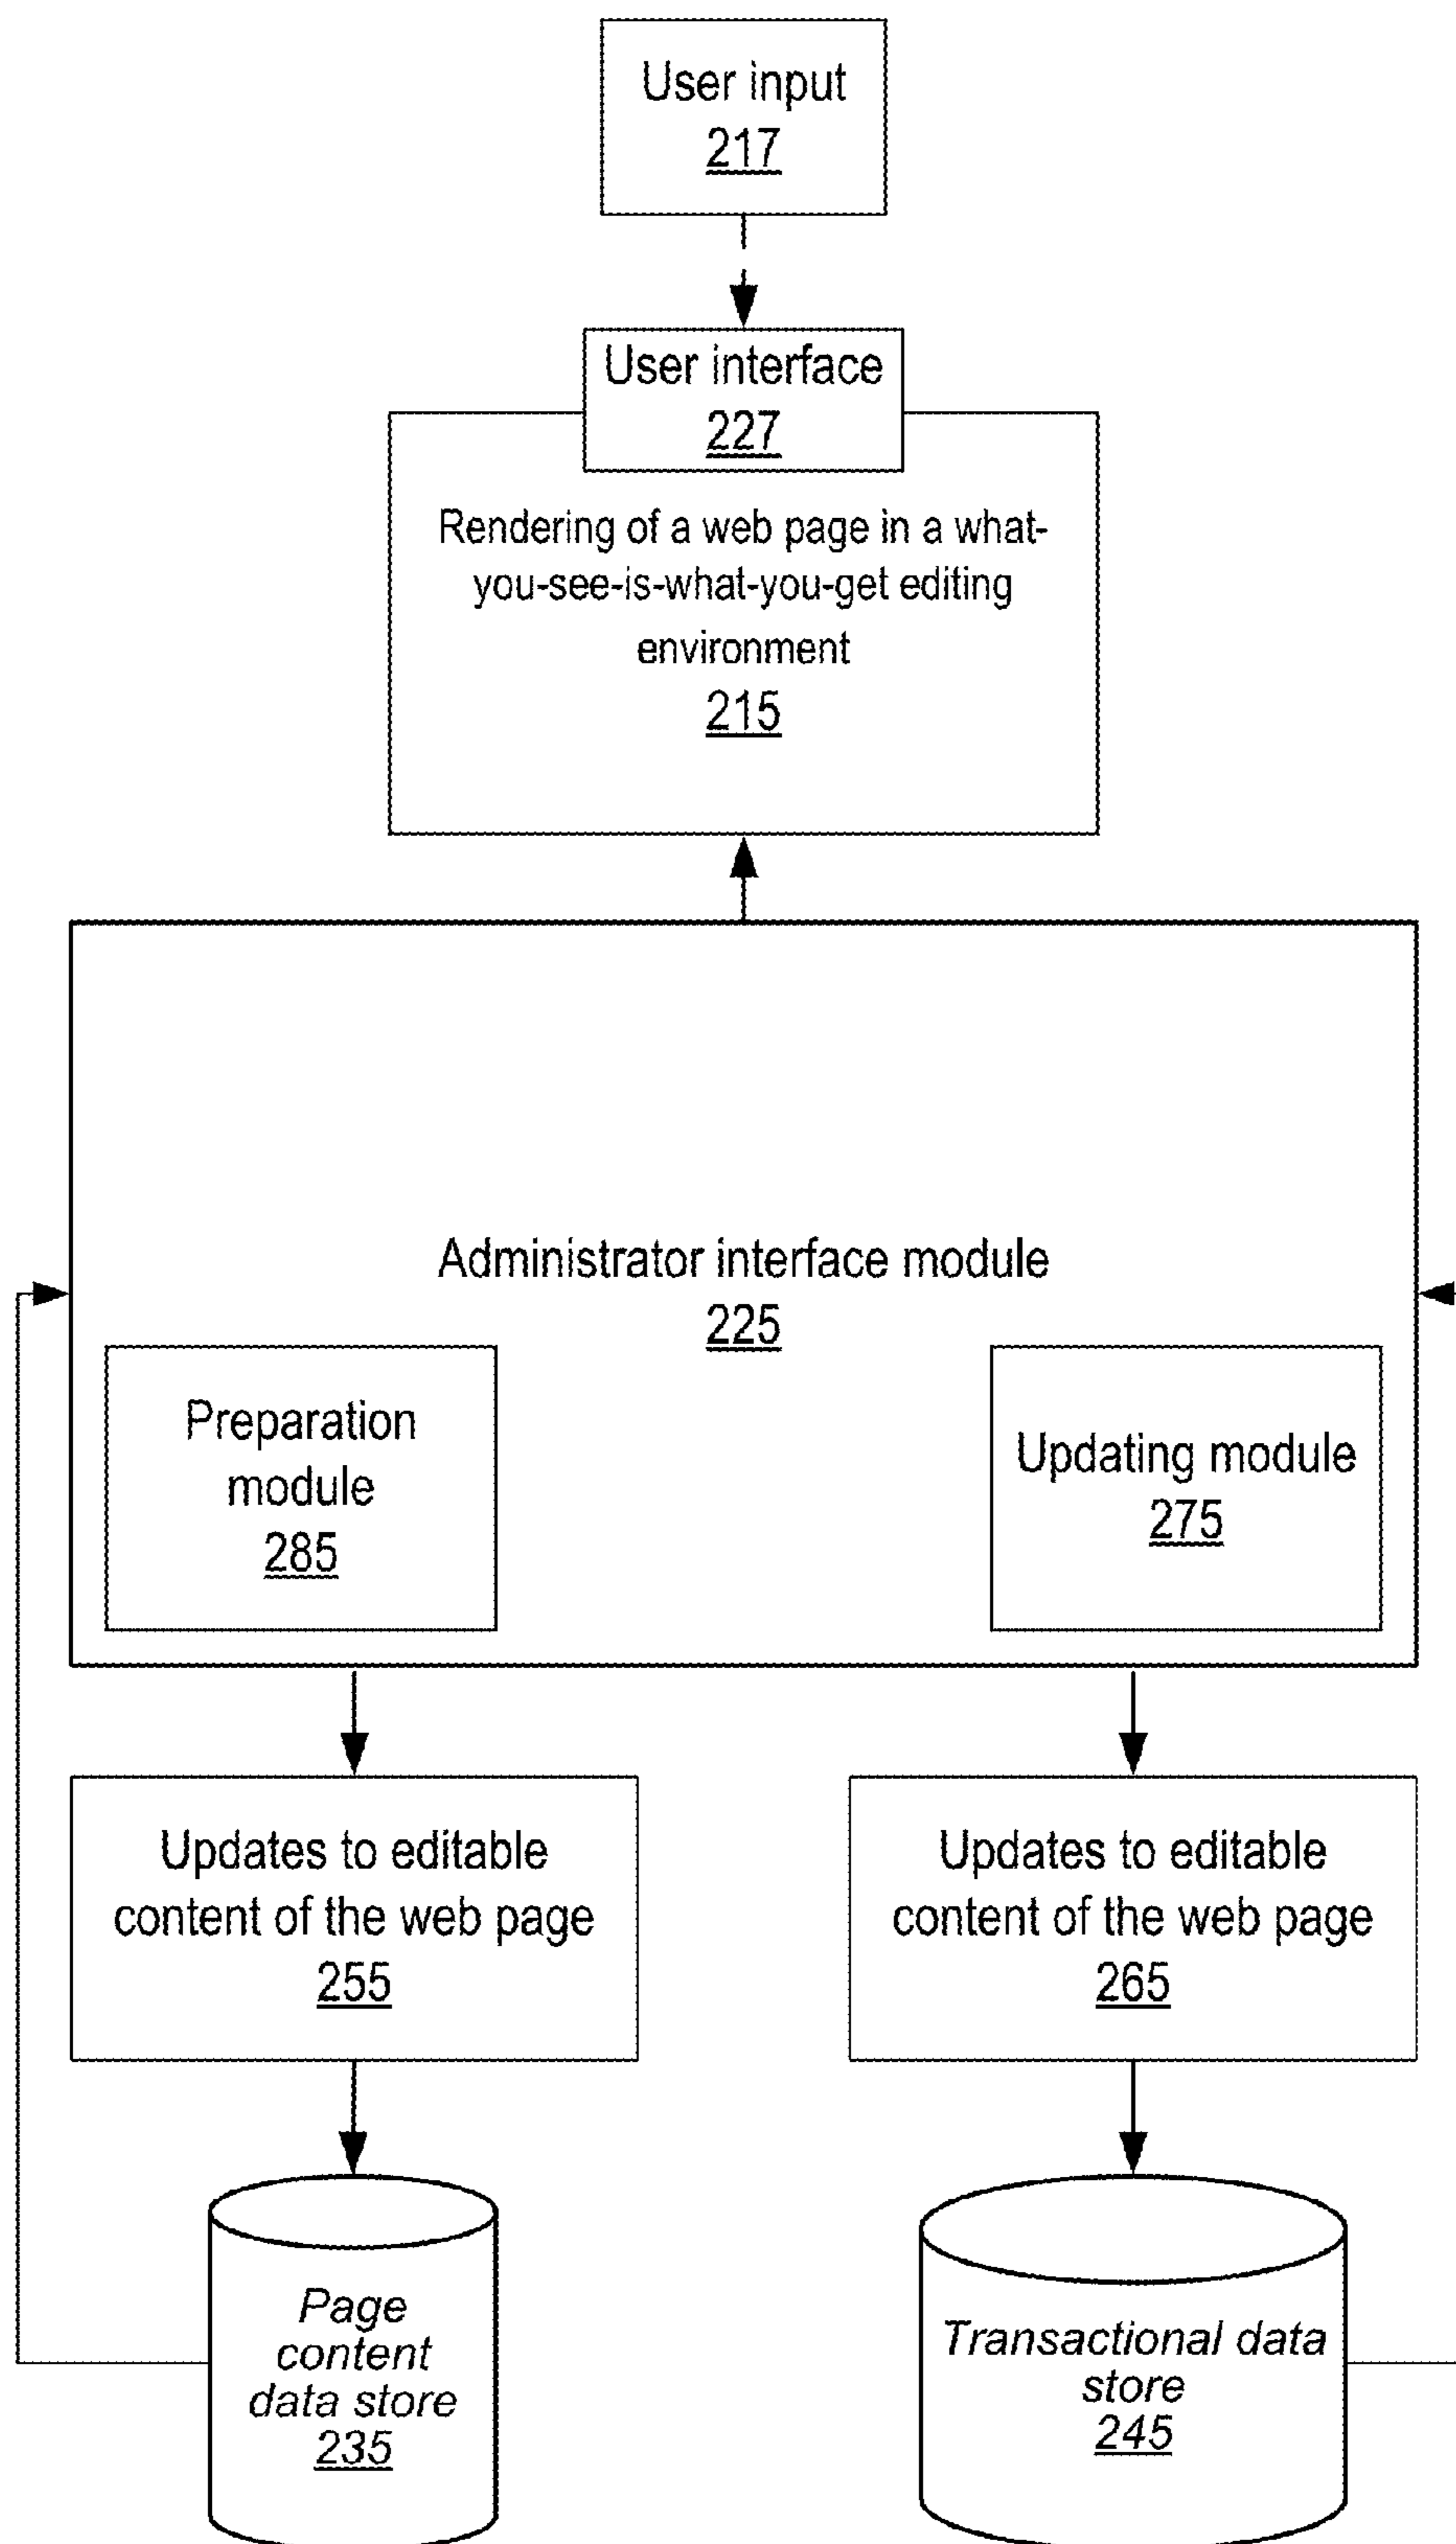 User input
217
User interface
227
Rendering of a web page in a what-
you-see-is-what-you-get editing
environment
215
Administrator interface module
225
Preparation
module
285
Updating module
275
Updates to editable
content of the web page
255
Updates to editable
content of the web page
265
Page
content
data store
235
Transactional data
store
245